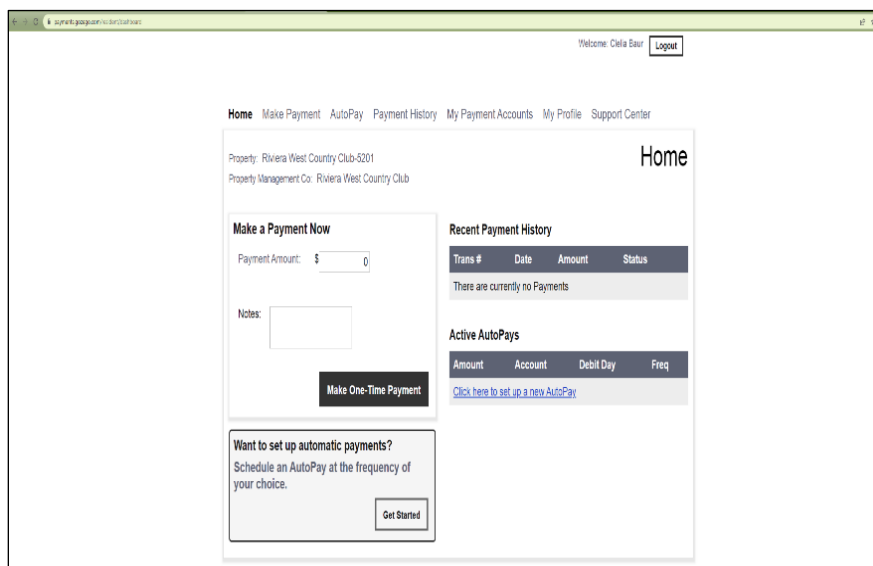 Welcome: Clelia Baur Logout
Home Make Payment AutoPay Payment History My Payment Accounts My Profile Support Center
Property: Riviera West Country Club-5201
Home
Property Management Co: Riviera West Country Club
Make a Payment Now
Payment Amount: $ 0
Notes:
Make One-Time Payment
Want to set up automatic payments?
Schedule an AutoPay at the frequency of
your choice.
Get Started
Recent Payment History
Trans # Date Amount Status
There are currently no Payments
Active AutoPays
Amount Account Debit Day Freq
Click here to set up a new AutoPay